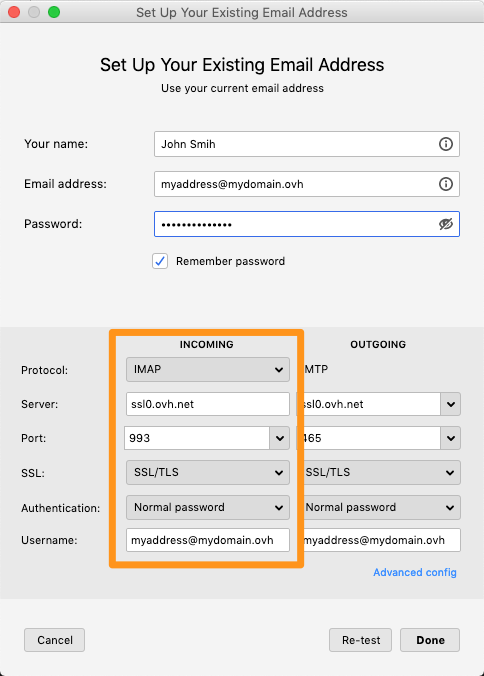 Set Up Your Existing Email Address
Set Up Your Existing Email Address
Use your current email address
Your name: John Smih
Email address: myaddress@mydomain.ovh
Password: ••••••••••••••
Remember password
INCOMING OUTGOING
Protocol: IMAP MTP
Server: ssl0.ovh.net ssl0.ovh.net
Port: 993 465
SSL: SSL/TLS SSL/TLS
Authentication: Normal password Normal password
Username: myaddress@mydomain.ovh myaddress@mydomain.ovh
Advanced config
Cancel Re-test Done